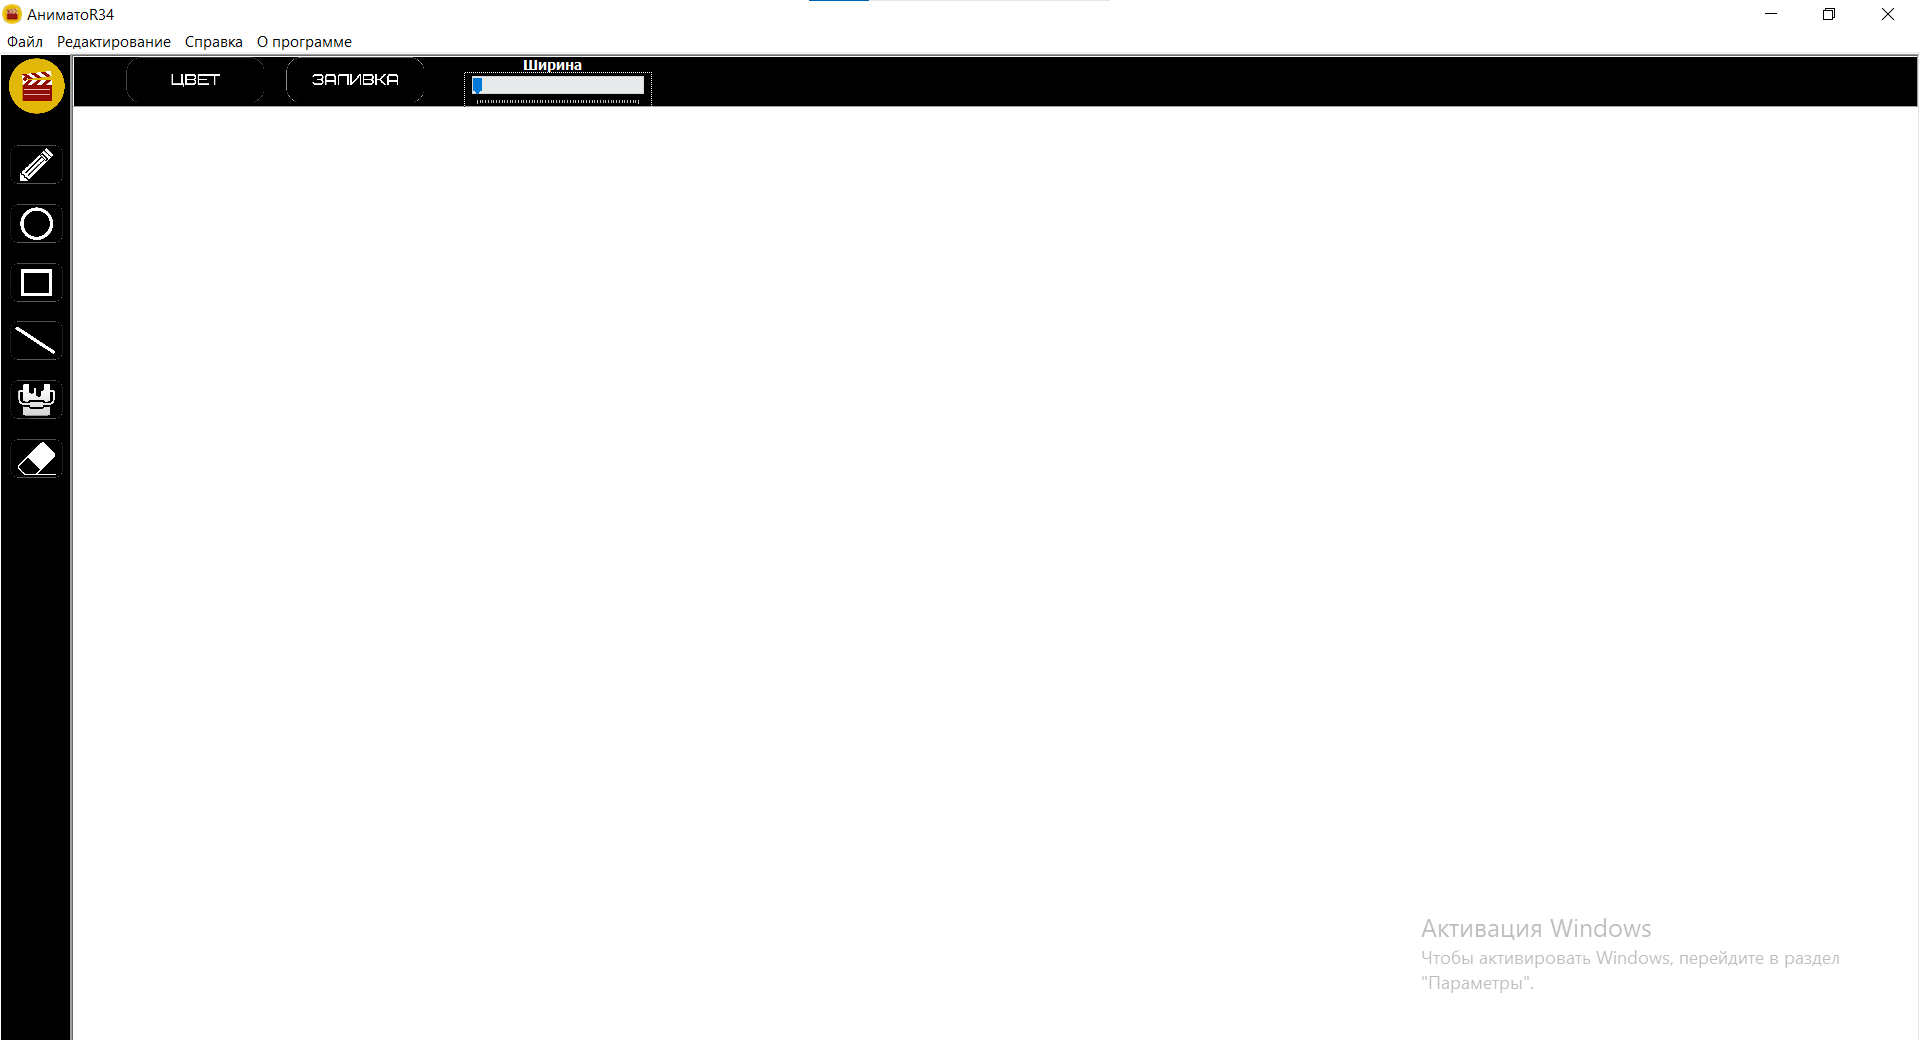 АниматоR34
Файл Редактирование Справка О программе
ЦВЕТ ЗАЛИВКА Ширина
Активация Windows
Чтобы активировать Windows, перейдите в раздел
"Параметры".